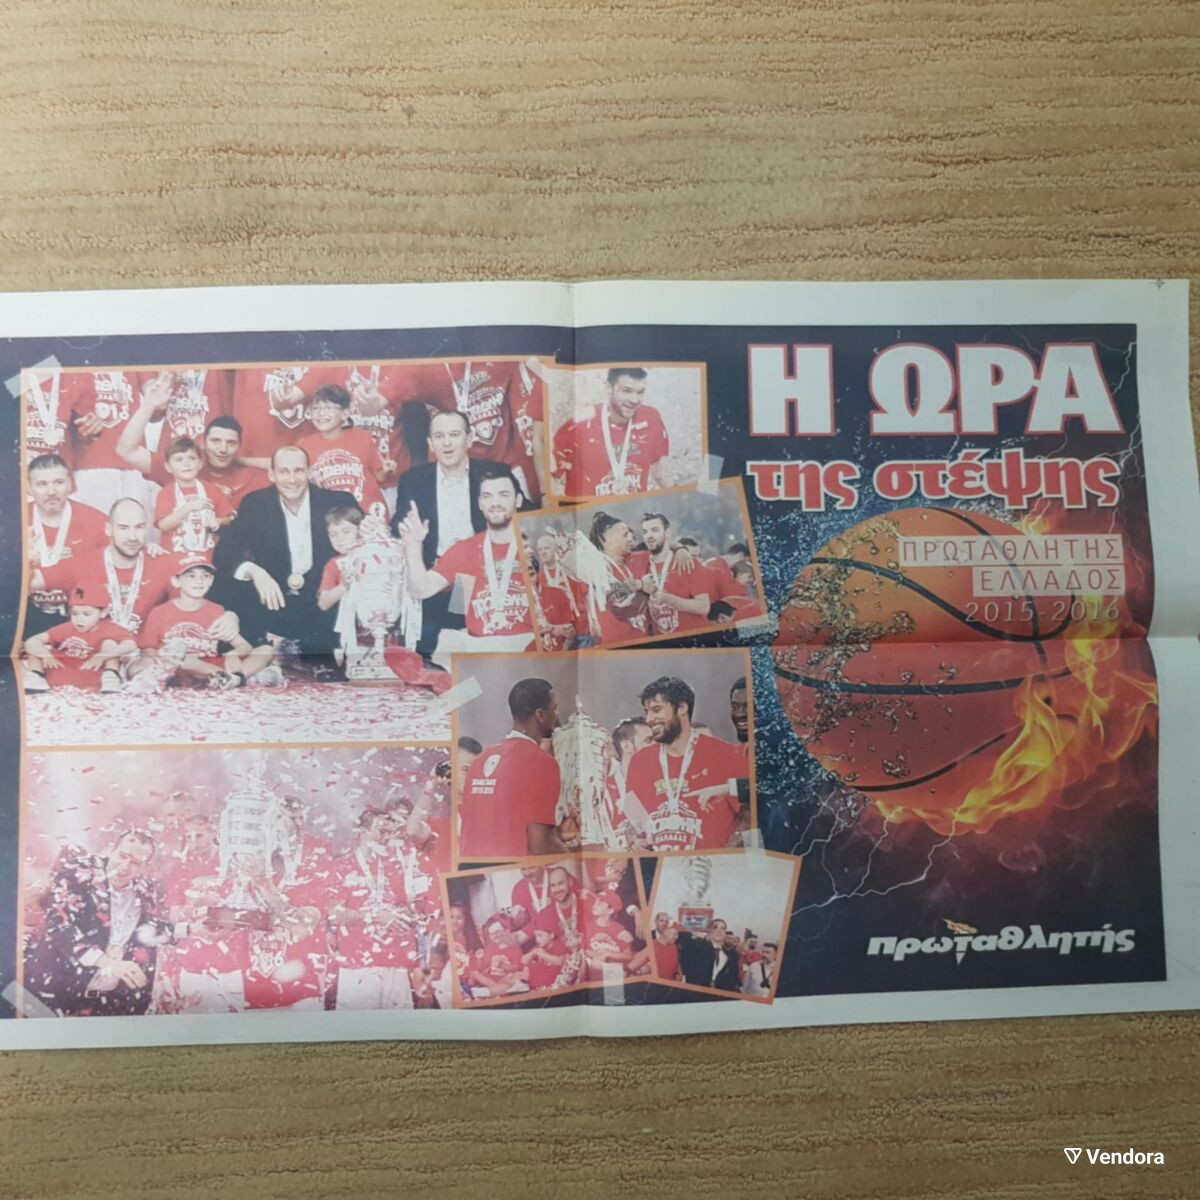 Η ΩΡΑ
της στέψης
ΠΡΩΤΑΘΛΗΤΗΣ
ΕΛΛΑΔΟΣ
2015-2016
πρωταθλητής
Vendora